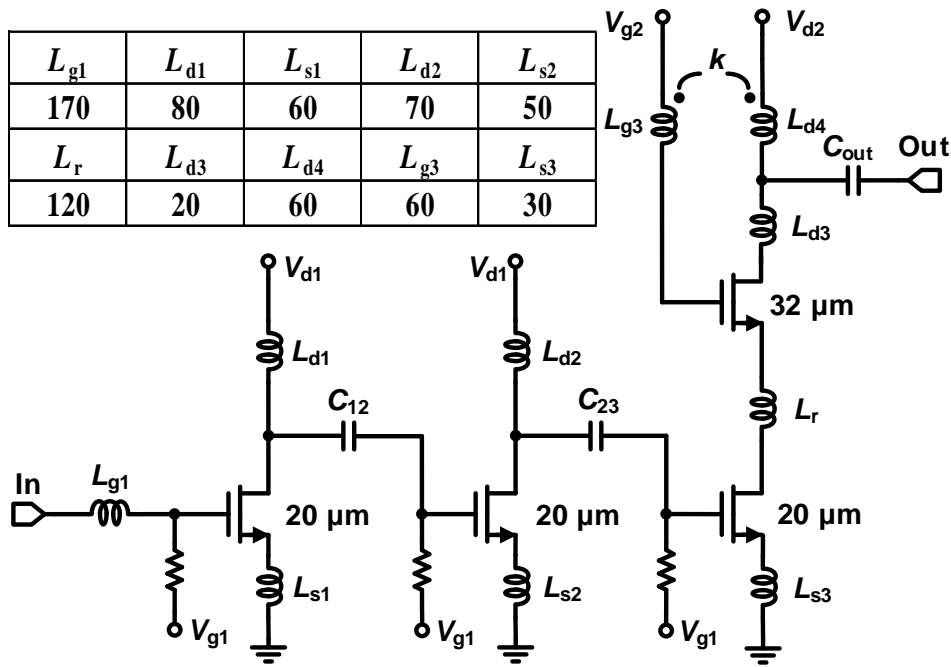 Lg1 Ld1 Ls1 Ld2 Ls2
170 80 60 70 50
Lr Ld3 Ld4 Lg3 Ls3
120 20 60 60 30
Vg2
Vd2
k
Lg3
Ld4
Cout
Out
Ld3
32 µm
Lr
Vd1
Vd1
Ld1
Ld2
C12
C23
In
Lg1
20 µm
20 µm
20 µm
Ls1
Ls2
Ls3
Vg1
Vg1
Vg1